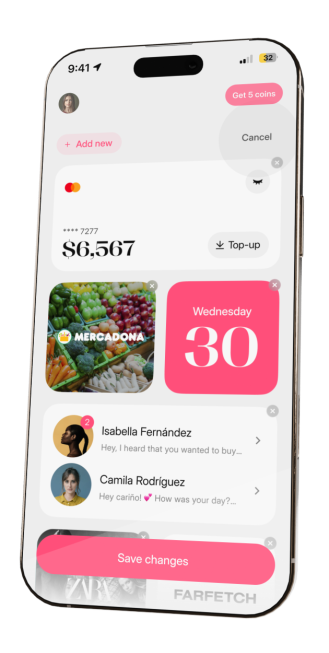 9:41
32
Get 5 coins
+ Add new
Cancel
**** 7277
$6,567
Top-up
MERCADONA
Wednesday
30
2
Isabella Fernández
Hey, I heard that you wanted to buy...
Camila Rodríguez
Hey cariñol 💕 How was your day?...
Save changes
FARFETCH